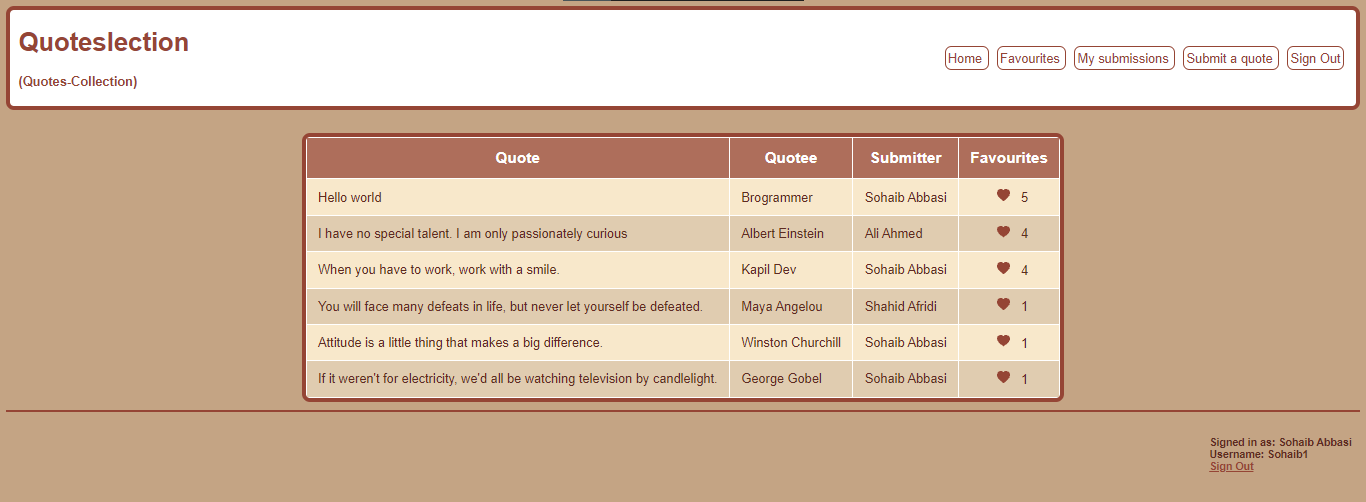 Quoteslection
(Quotes-Collection)
Home Favourites My submissions Submit a quote Sign Out
Quote Quotee Submitter Favourites
Hello world Brogrammer Sohaib Abbasi 5
I have no special talent. I am only passionately curious Albert Einstein Ali Ahmed 4
When you have to work, work with a smile. Kapil Dev Sohaib Abbasi 4
You will face many defeats in life, but never let yourself be defeated. Maya Angelou Shahid Afridi 1
Attitude is a little thing that makes a big difference. Winston Churchill Sohaib Abbasi 1
If it weren't for electricity, we'd all be watching television by candlelight. George Gobel Sohaib Abbasi 1
Signed in as: Sohaib Abbasi
Username: Sohaib1
Sign Out